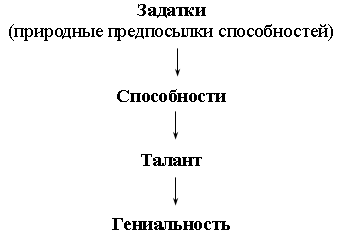 Задатки
(природные предпосылки способностей)
Способности
Талант
Гениальность